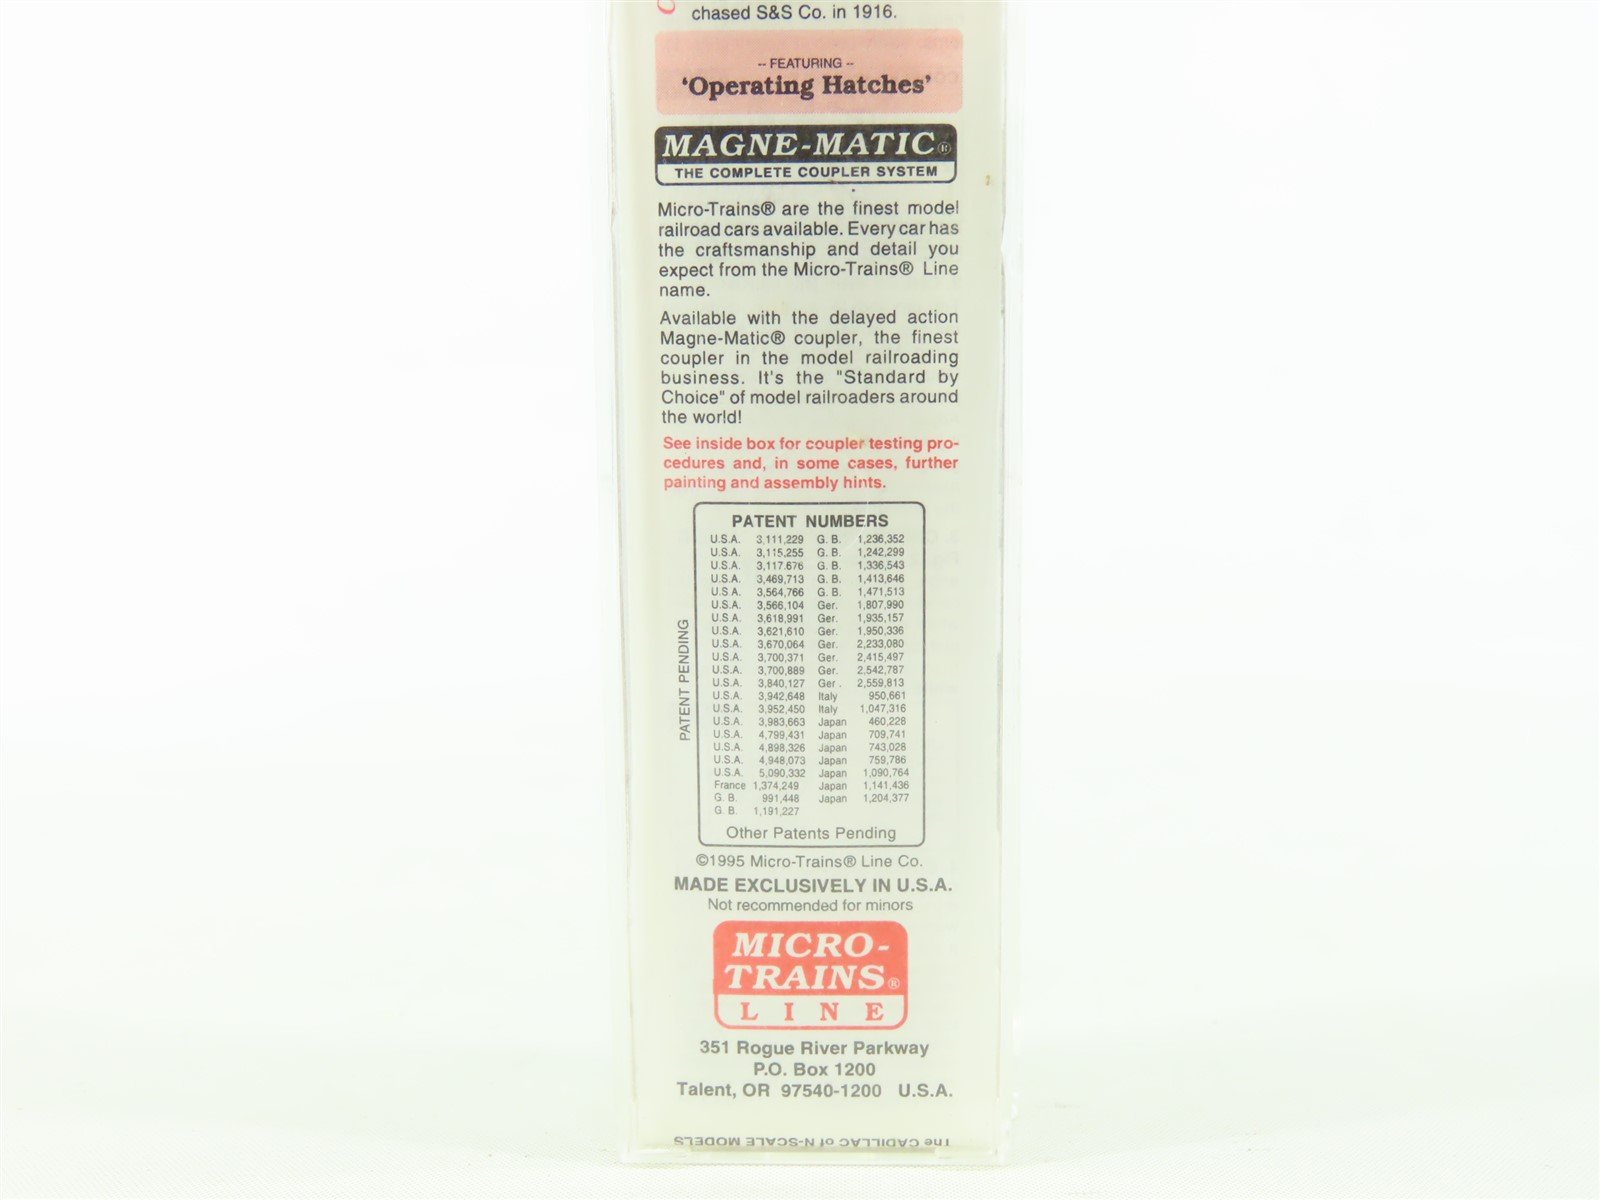 chased S&S Co. in 1916.
-- FEATURING --
‘Operating Hatches’
MAGNE-MATIC®
THE COMPLETE COUPLER SYSTEM
Micro-Trains® are the finest model
railroad cars available. Every car has
the craftsmanship and detail you
expect from the Micro-Trains® Line
name.
Available with the delayed action
Magne-Matic® coupler, the finest
coupler in the model railroading
business. It's the "Standard by
Choice" of model railroaders around
the world!
See inside box for coupler testing pro-
cedures and, in some cases, further
painting and assembly hints.
PATENT PENDING
PATENT NUMBERS
U.S.A. 3,111,229 G. B. 1,236,352
U.S.A. 3,115,255 G. B. 1,242,299
U.S.A. 3,117.676 G. B. 1,336,543
U.S.A. 3,469,713 G. B. 1,413,646
U.S.A. 3,564,766 G. B. 1,471,513
U.S.A. 3,566,104 Ger. 1,807,990
U.S.A. 3,618,991 Ger. 1,935,157
U.S.A. 3,621,610 Ger. 1,950,336
U.S.A. 3,670,064 Ger. 2,233,080
U.S.A. 3,700,371 Ger. 2,415,497
U.S.A. 3,700,889 Ger. 2,542,787
U.S.A. 3,840,127 Ger . 2,559,813
U.S.A. 3,942,648 Italy 950,661
U.S.A. 3,952,450 Italy 1,047,316
U.S.A. 3,983,663 Japan 460,228
U.S.A. 4,799,431 Japan 709,741
U.S.A. 4,898,326 Japan 743,028
U.S.A. 4,948,073 Japan 759,786
U.S.A. 5,090,332 Japan 1,090,764
France 1,374,249 Japan 1,141,436
G. B. 991,448 Japan 1,204,377
G. B. 1,191,227
Other Patents Pending
©1995 Micro-Trains® Line Co.
MADE EXCLUSIVELY IN U.S.A.
Not recommended for minors
MICRO-
TRAINS®
LINE
351 Rogue River Parkway
P.O. Box 1200
Talent, OR 97540-1200 U.S.A.
The CADILLAC of N-SCALE MODELS